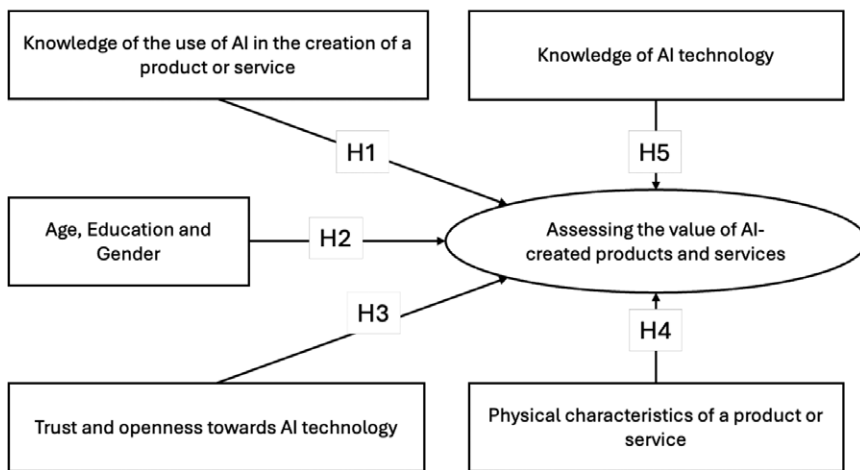 Knowledge of the use of AI in the creation of a
product or service
Knowledge of AI technology
H1
H5
Age, Education and
Gender
H2
Assessing the value of AI-
created products and services
H3
H4
Trust and openness towards AI technology
Physical characteristics of a product or
service